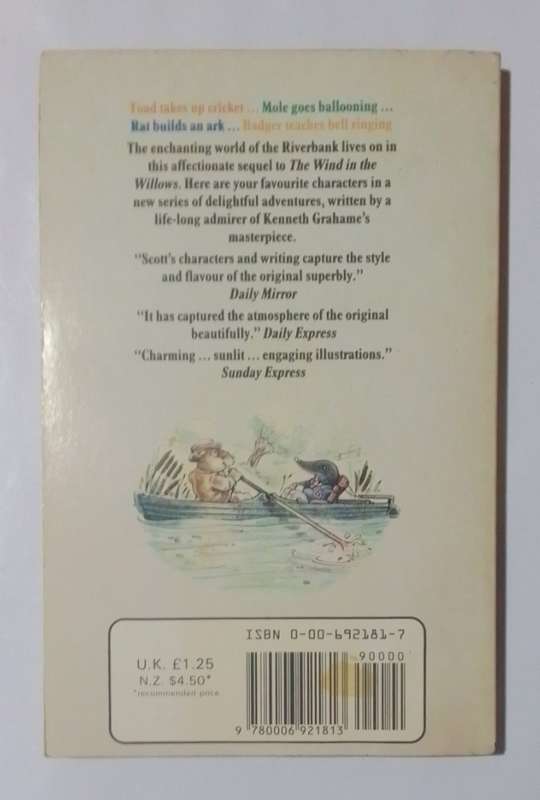 Toad takes up cricket ... Mole goes ballooning ...
Rat builds an ark ... Badger teaches bell ringing
The enchanting world of the Riverbank lives on in
this affectionate sequel to The Wind in the
Willows. Here are your favourite characters in a
new series of delightful adventures, written by a
life-long admirer of Kenneth Grahame's
masterpiece.
"Scott's characters and writing capture the style
and flavour of the original superbly."
Daily Mirror
"It has captured the atmosphere of the original
beautifully." Daily Express
"Charming ... sunlit ... engaging illustrations."
Sunday Express
ISBN 0-00-692181-7
U.K. £1.25
N.Z. $4.50*
*recommended price
90000
9 780006 921813